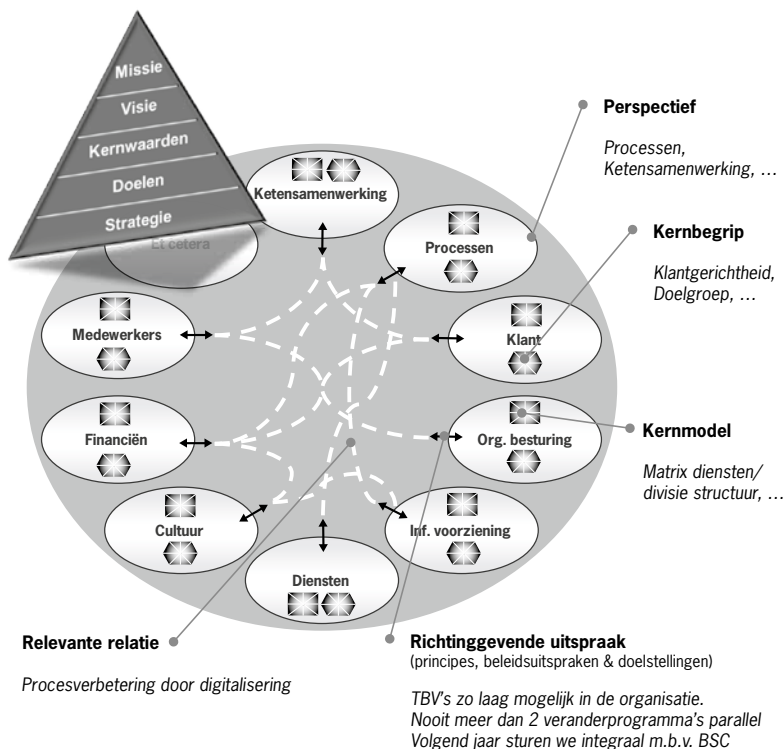 Missie
Visie
Kernwaarden
Doelen
Strategie
Et cetera
Ketensamenwerking
Processen
Medewerkers
Klant
Financiën
Org. besturing
Cultuur
Inf. voorziening
Diensten
Perspectief
Processen,
Ketensamenwerking, …
Kernbegrip
Klantgerichtheid,
Doelgroep, …
Kernmodel
Matrix diensten/
divisie structuur, …
Relevante relatie
Procesverbetering door digitalisering
Richtinggevende uitspraak
(principes, beleidsuitspraken & doelstellingen)
TBV's zo laag mogelijk in de organisatie.
Nooit meer dan 2 veranderprogramma's parallel
Volgend jaar sturen we integraal m.b.v. BSC